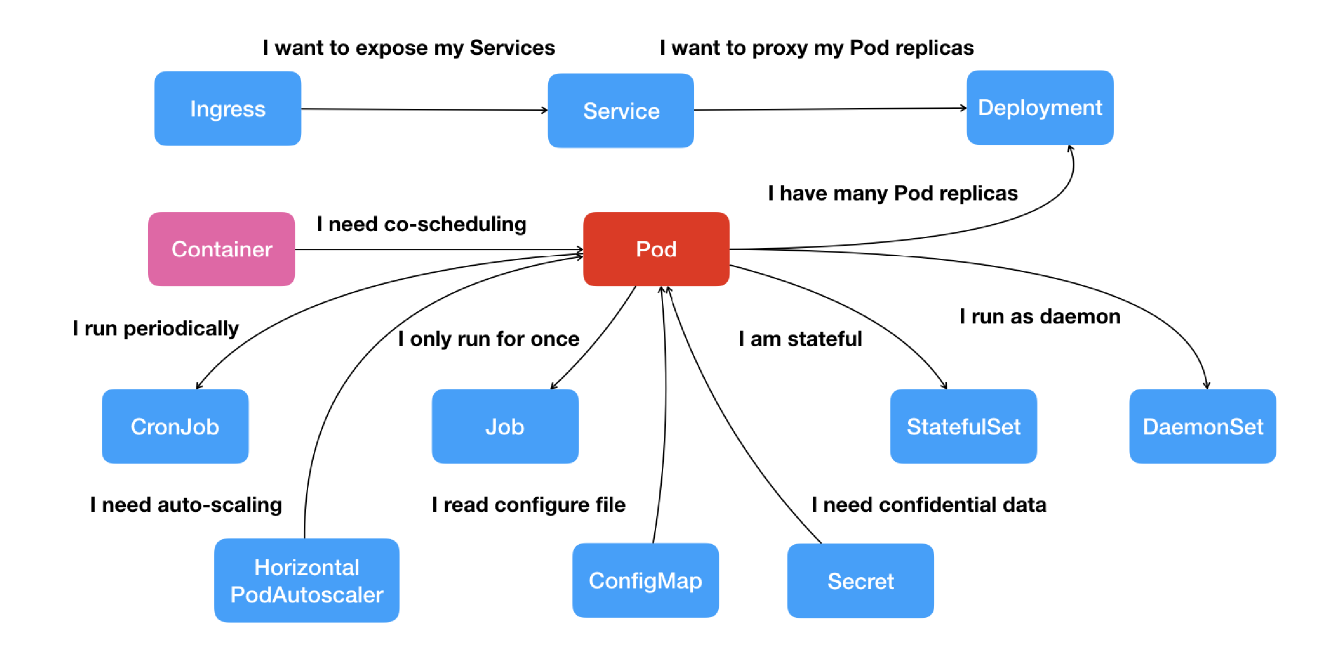 I want to expose my Services
I want to proxy my Pod replicas
Ingress
Service
Deployment
I have many Pod replicas
Container
I need co-scheduling
Pod
I run periodically
I only run for once
I am stateful
I run as daemon
CronJob
Job
StatefulSet
DaemonSet
I need auto-scaling
I read configure file
I need confidential data
Horizontal
PodAutoscaler
ConfigMap
Secret